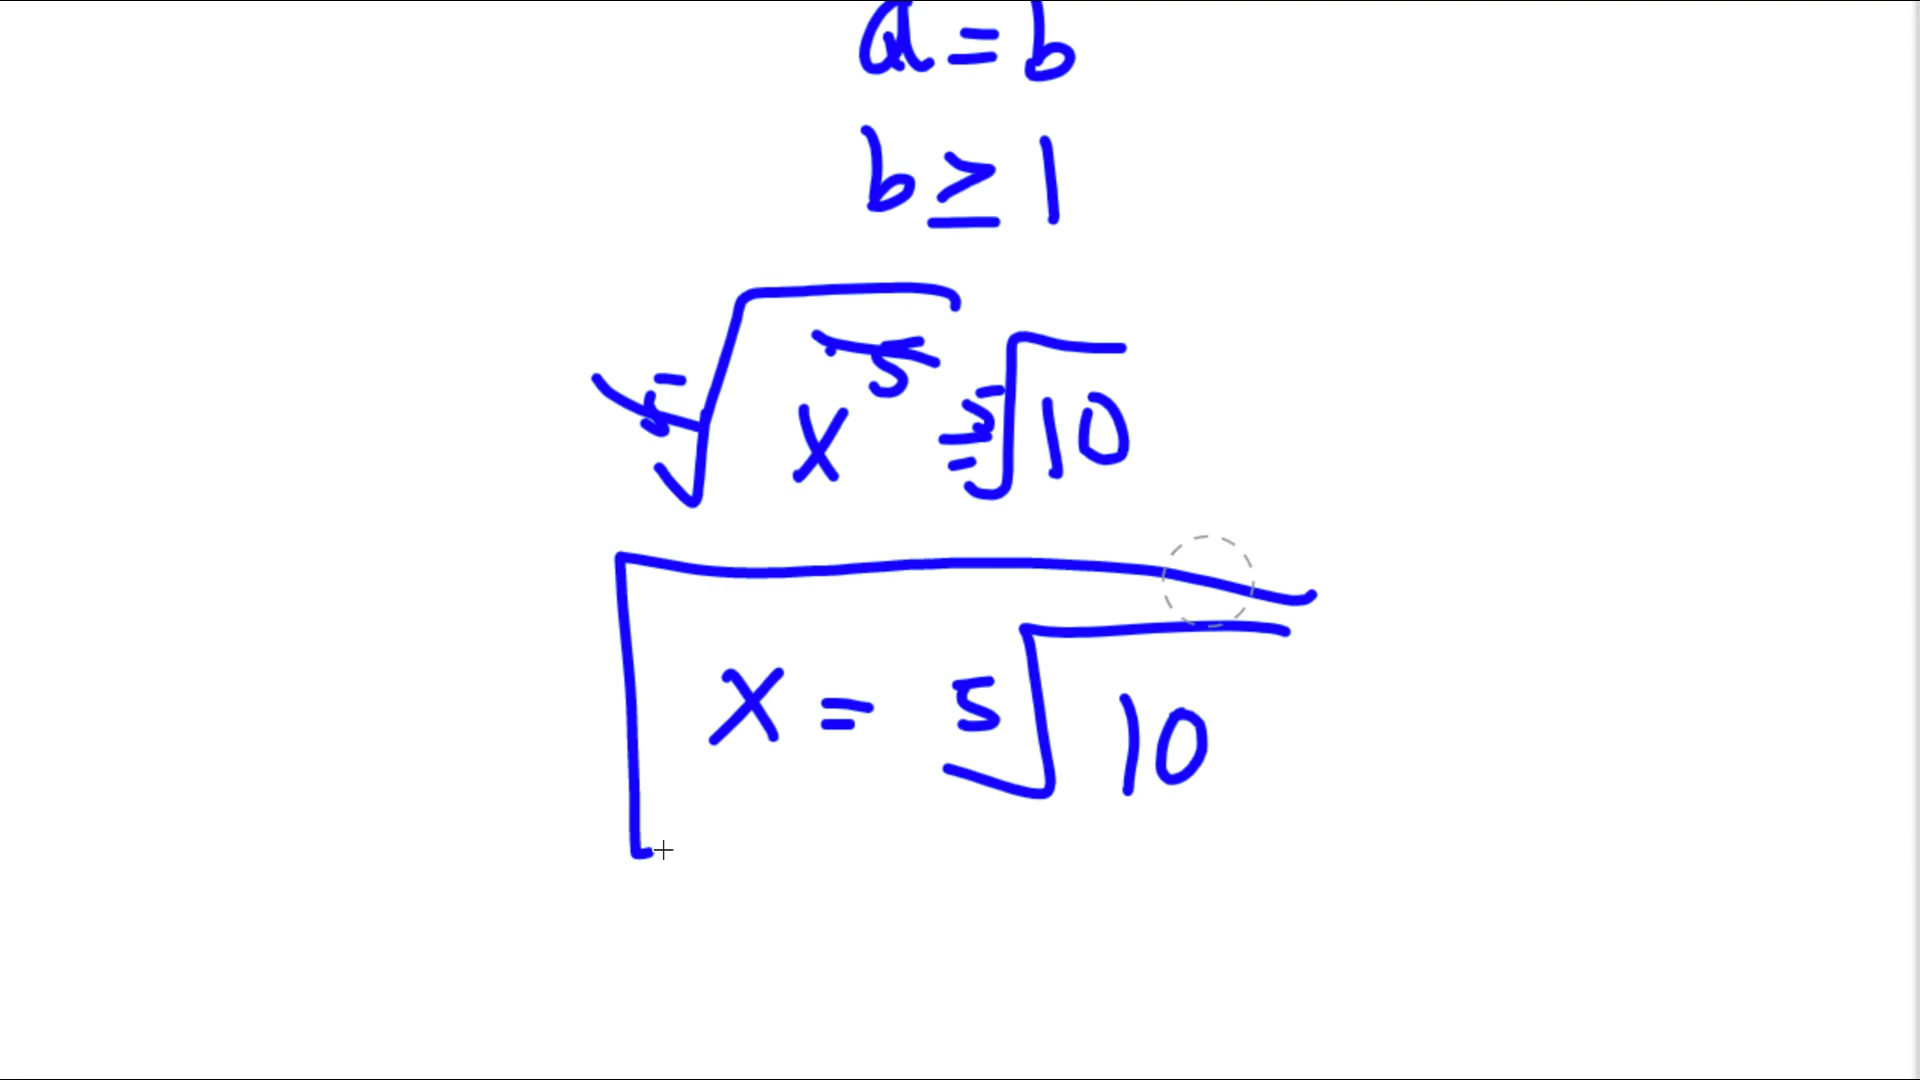 a = b
b ≥ 1
⁵√x⁵ = ⁵√10
x = ⁵√10